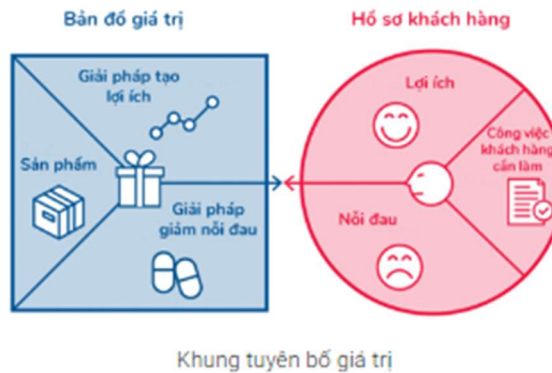 Bản đồ giá trị
Hồ sơ khách hàng
Giải pháp tạo
lợi ích
Sản phẩm
Giải pháp
giảm nỗi đau
Lợi ích
Công việc
khách hàng
cần làm
Nỗi đau
Khung tuyên bố giá trị